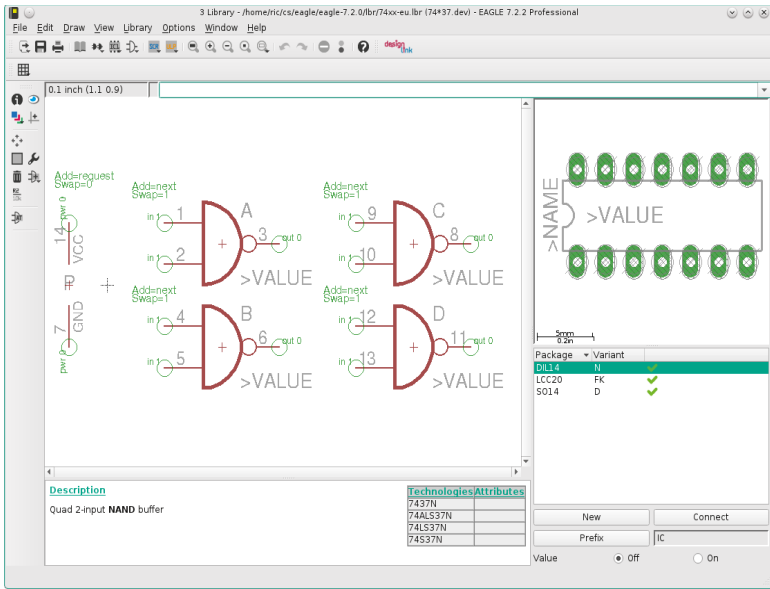 3 Library - /home/ric/cs/eagle/eagle-7.2.0/lbr/74xx-eu.lbr (74*37.dev) - EAGLE 7.2.2 Professional
File Edit Draw View Library Options Window Help
design link
0.1 inch (1.1 0.9)
Add=request
Swap=0
pwr 0
14
VCC
P
GND
7
pwr 0
Add=next
Swap=1
in 1
1
A
3
out 0
in 1
2
>VALUE
Add=next
Swap=1
in 1
9
C
8
out 0
in 1
10
>VALUE
Add=next
Swap=1
in 1
4
B
6
out 0
in 1
5
>VALUE
Add=next
Swap=1
in 1
12
D
11
out 0
in 1
13
>VALUE
>NAME
>VALUE
5mm
0.2in
Package Variant
DIL14 N
LCC20 FK
SO14 D
Description
Quad 2-input NAND buffer
Technologies Attributes
7437N
74ALS37N
74LS37N
74S37N
New Connect
Prefix IC
Value Off On